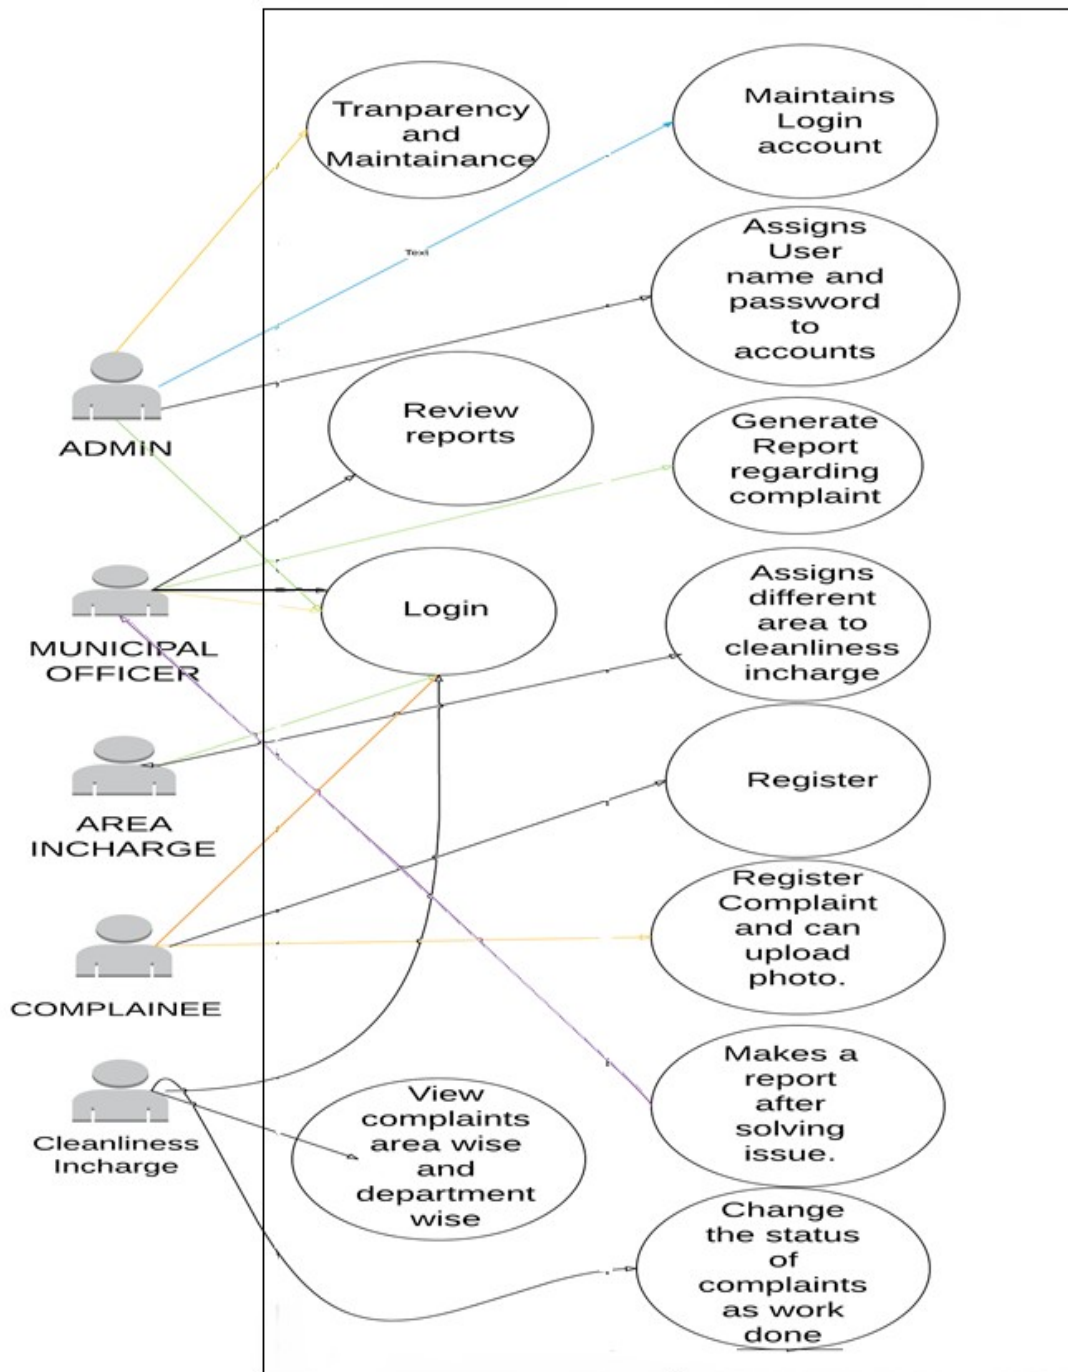 Tranparency
and
Maintainance
Maintains
Login
account
Text
Assigns
User
name and
password
to
accounts
ADMIN
Review
reports
Generate
Report
regarding
complaint
MUNICIPAL
OFFICER
Login
Assigns
different
area to
cleanliness
incharge
AREA
INCHARGE
Register
COMPLAINEE
Register
Complaint
and can
upload
photo.
Cleanliness
Incharge
View
complaints
area wise
and
department
wise
Makes a
report
after
solving
issue.
Change
the status
of
complaints
as work
done